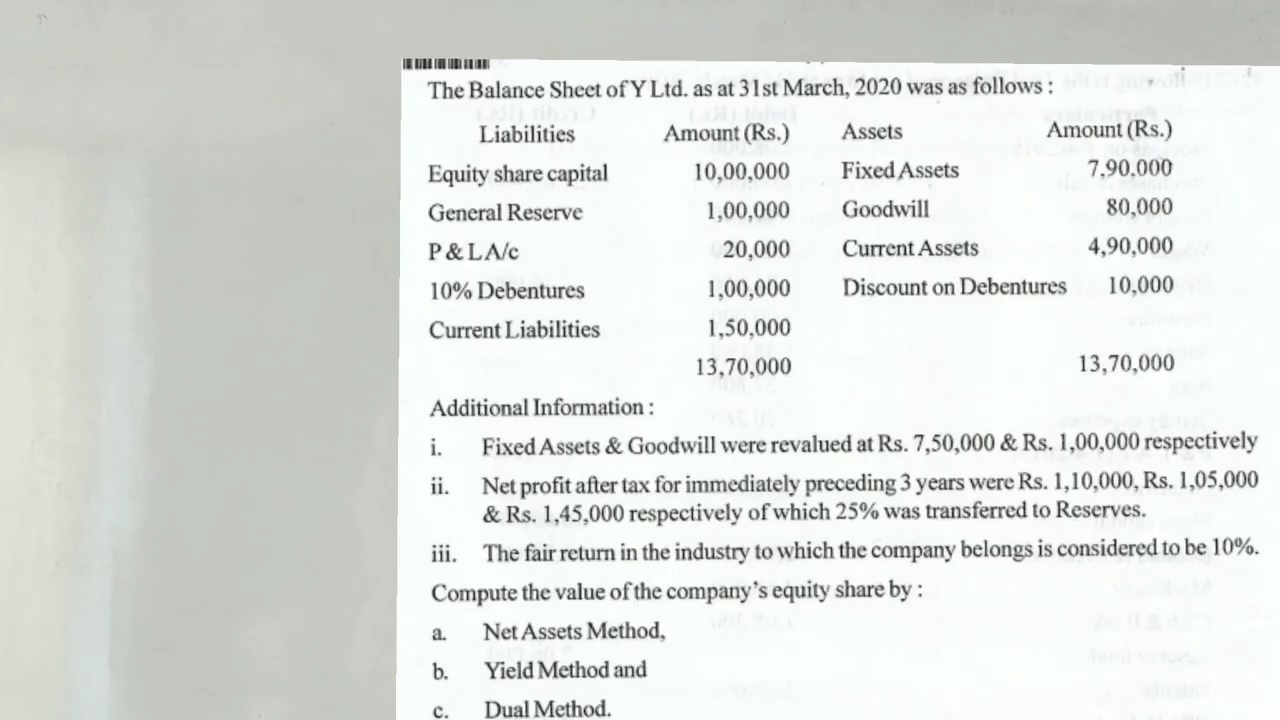 The Balance Sheet of Y Ltd. as at 31st March, 2020 was as follows :
Liabilities Amount (Rs.) Assets Amount (Rs.)
Equity share capital 10,00,000 Fixed Assets 7,90,000
General Reserve 1,00,000 Goodwill 80,000
P & L A/c 20,000 Current Assets 4,90,000
10% Debentures 1,00,000 Discount on Debentures 10,000
Current Liabilities 1,50,000
13,70,000 13,70,000
Additional Information :
i. Fixed Assets & Goodwill were revalued at Rs. 7,50,000 & Rs. 1,00,000 respectively
ii. Net profit after tax for immediately preceding 3 years were Rs. 1,10,000, Rs. 1,05,000
& Rs. 1,45,000 respectively of which 25% was transferred to Reserves.
iii. The fair return in the industry to which the company belongs is considered to be 10%.
Compute the value of the company's equity share by :
a. Net Assets Method,
b. Yield Method and
c. Dual Method.